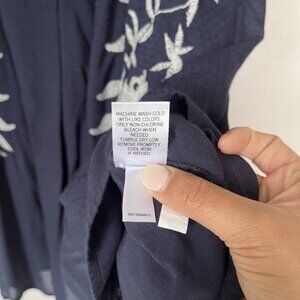 MACHINE WASH COLD
WITH LIKE COLORS.
ONLY NON-CHLORINE
BLEACH WHEN
NEEDED.
TUMBLE DRY LOW.
REMOVE PROMPTLY.
COOL IRON
IF NEEDED.